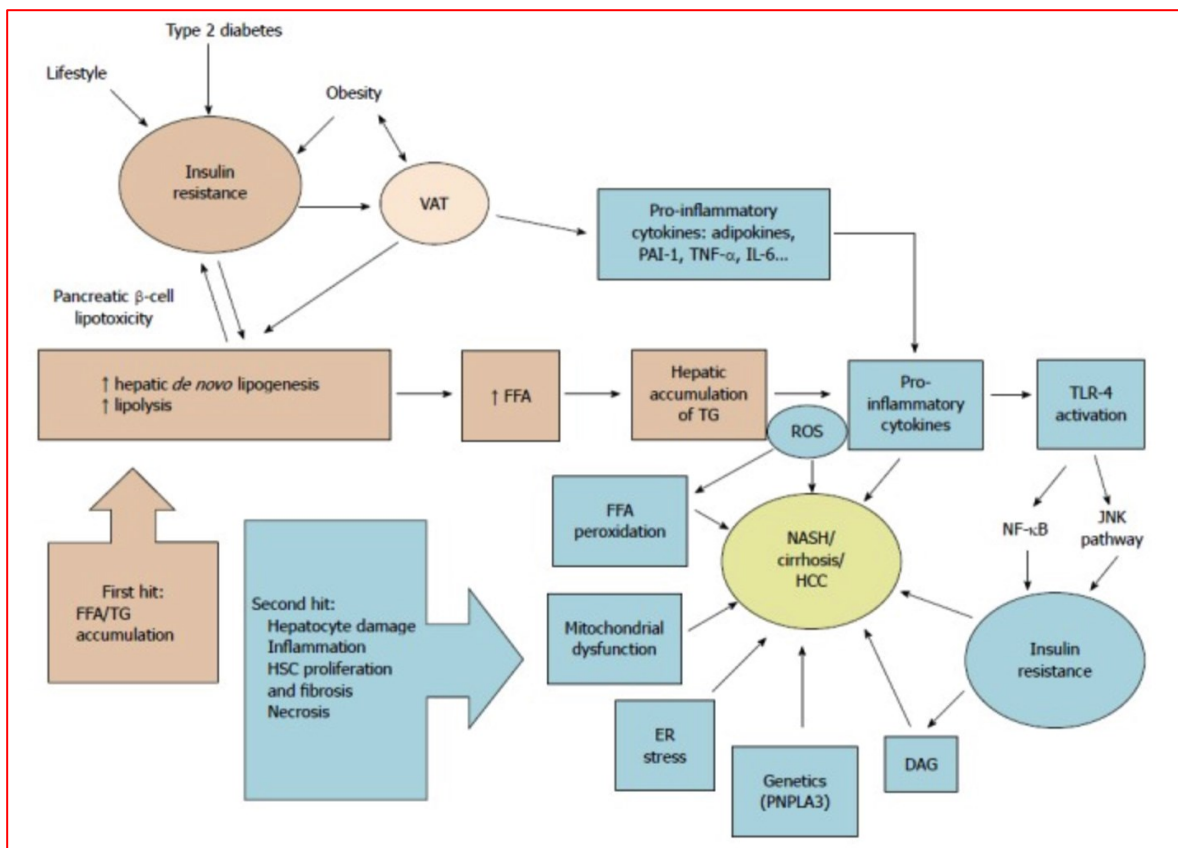 Type 2 diabetes
Lifestyle
Obesity
Insulin
resistance
VAT
Pro-inflammatory
cytokines: adipokines,
PAI-1, TNF-α, IL-6...
Pancreatic β-cell
lipotoxicity
↑ hepatic de novo lipogenesis
↑ lipolysis
↑ FFA
Hepatic
accumulation
of TG
Pro-
inflammatory
cytokines
TLR-4
activation
ROS
FFA
peroxidation
NASH/
cirrhosis/
HCC
NF-κB
JNK
pathway
First hit:
FFA/TG
accumulation
Second hit:
Hepatocyte damage
Inflammation
HSC proliferation
and fibrosis
Necrosis
Mitochondrial
dysfunction
Insulin
resistance
ER
stress
Genetics
(PNPLA3)
DAG